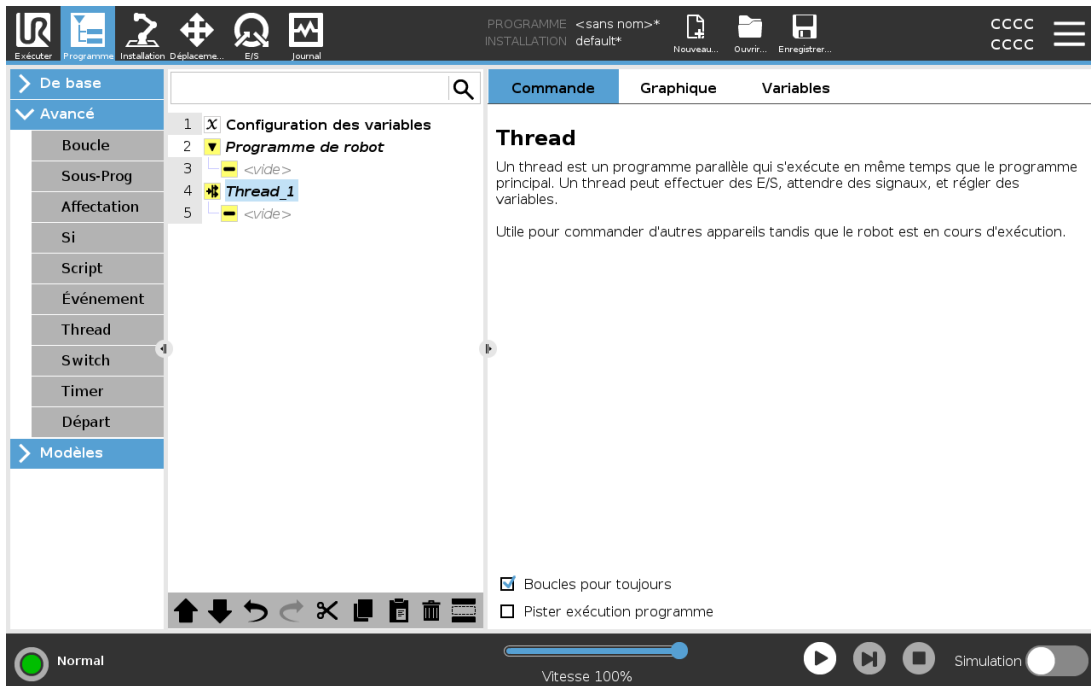 PROGRAMME <sans nom>*
INSTALLATION default*
CCCC
CCCC
Exécuter Programme Installation Déplaceme... E/S Journal Nouveau... Ouvrir... Enregistrer...
De base
Avancé
Boucle
Sous-Prog
Affectation
Si
Script
Événement
Thread
Switch
Timer
Départ
Modèles
1 x Configuration des variables
2 Programme de robot
3 <vide>
4 Thread_1
5 <vide>
Commande Graphique Variables
Thread
Un thread est un programme parallèle qui s'exécute en même temps que le programme
principal. Un thread peut effectuer des E/S, attendre des signaux, et régler des
variables.
Utile pour commander d'autres appareils tandis que le robot est en cours d'exécution.
Boucles pour toujours
Pister exécution programme
Normal
Vitesse 100%
Simulation